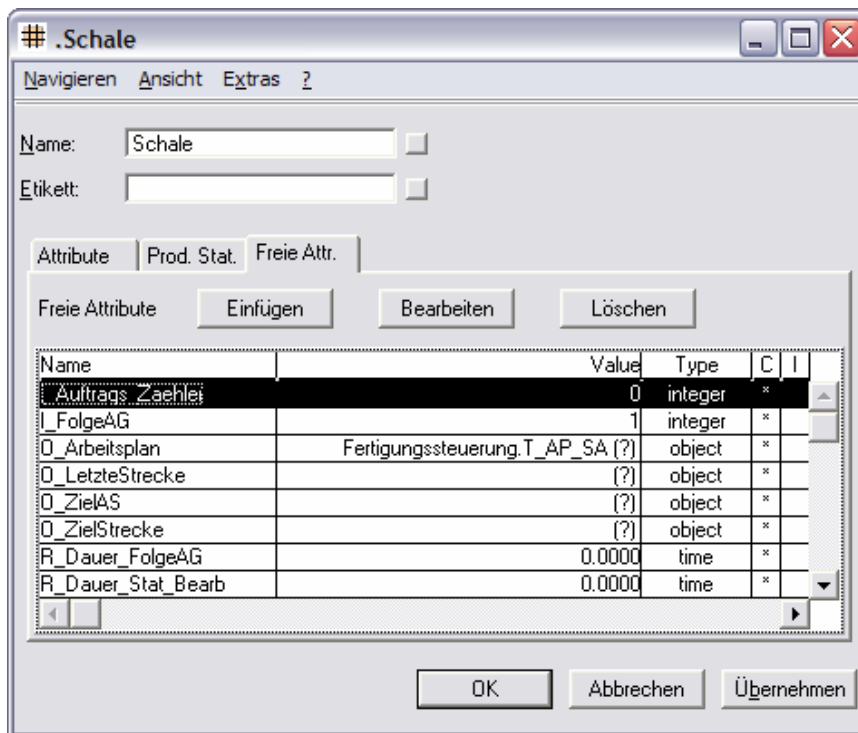 .Schale
Navigieren Ansicht Extras ?
Name: Schale
Etikett:
Attribute Prod. Stat. Freie Attr.
Freie Attribute Einfügen Bearbeiten Löschen
Name Value Type C I
I_Auftrags_Zaehler 0 integer *
I_FolgeAG 1 integer *
O_Arbeitsplan Fertigungssteuerung.T_AP_SA (?) object *
O_LetzteStrecke (?) object *
O_ZielAS (?) object *
O_ZielStrecke (?) object *
R_Dauer_FolgeAG 0.0000 time *
R_Dauer_Stat_Bearb 0.0000 time *
OK Abbrechen Übernehmen